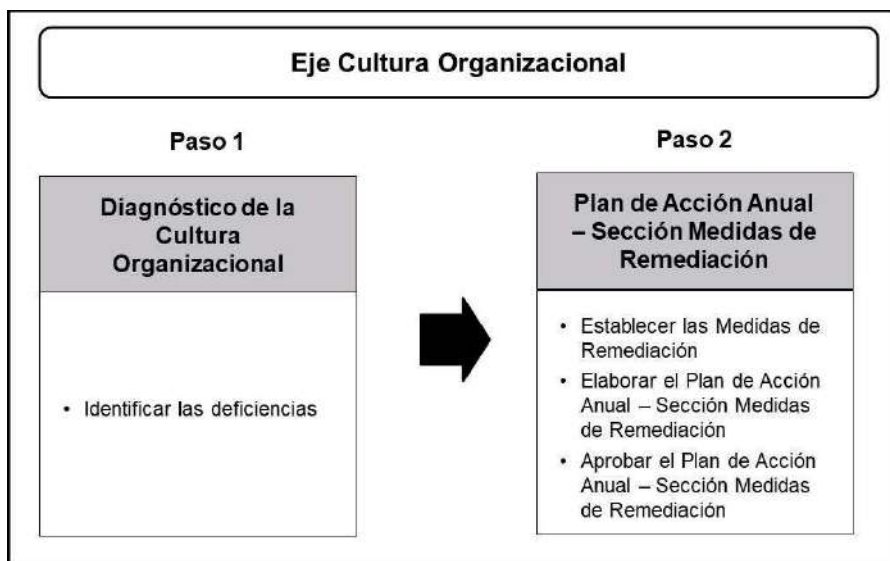 Eje Cultura Organizacional
Paso 1
Diagnóstico de la
Cultura
Organizacional
• Identificar las deficiencias
Paso 2
Plan de Acción Anual
– Sección Medidas de
Remediación
• Establecer las Medidas de
Remediación
• Elaborar el Plan de Acción
Anual – Sección Medidas
de Remediación
• Aprobar el Plan de Acción
Anual – Sección Medidas
de Remediación